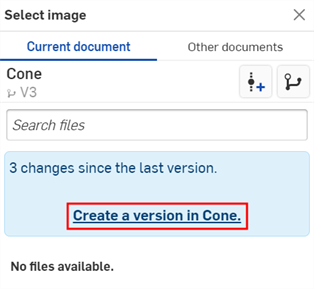 Select image
Current document
Other documents
Cone
V3
Search files
3 changes since the last version.
Create a version in Cone.
No files available.